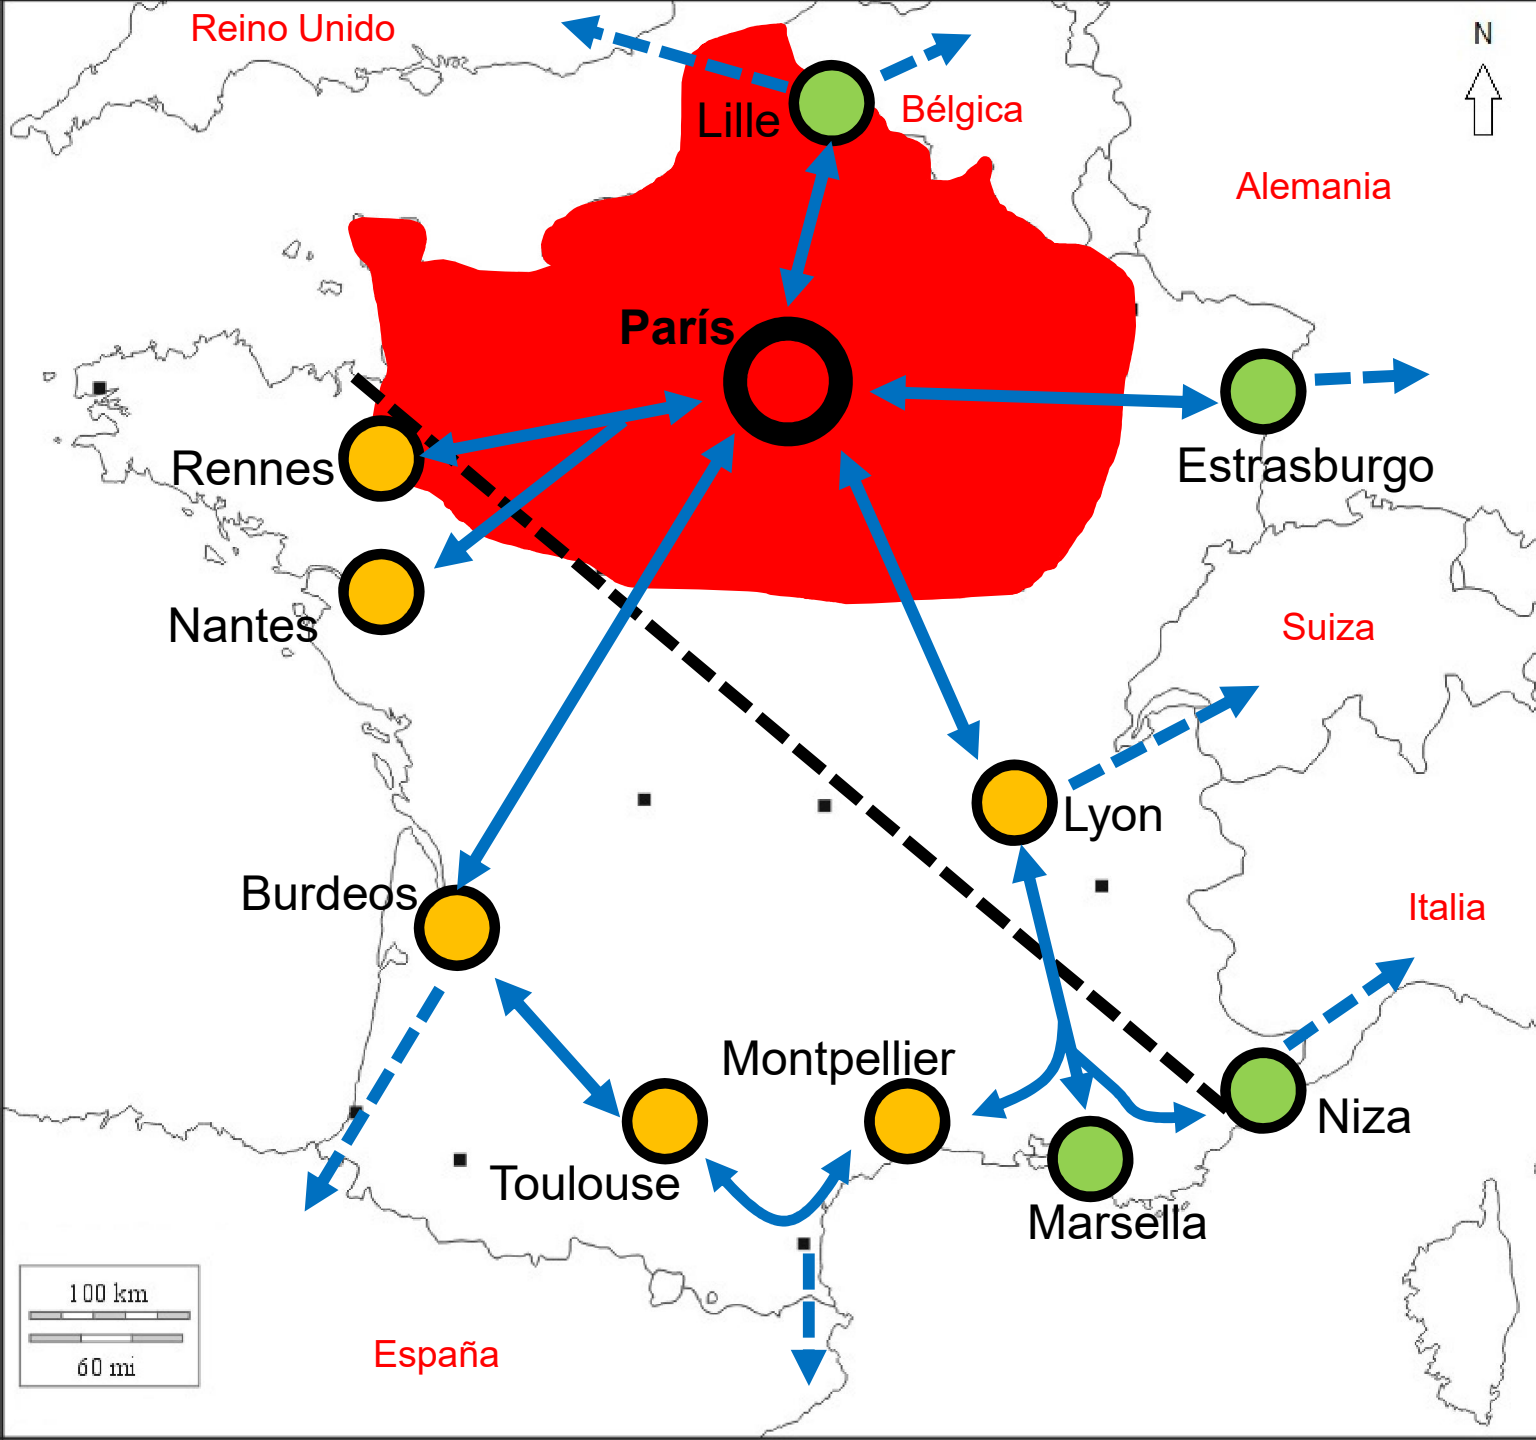 Reino Unido
N
Lille
Bélgica
Alemania
París
Rennes
Estrasburgo
Nantes
Suiza
Lyon
Burdeos
Italia
Montpellier
Niza
Toulouse
Marsella
100 km
60 mi
España